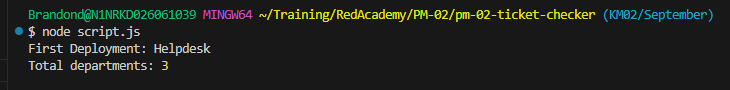 Brandond@N1NRKD026061039 MINGW64 ~/Training/RedAcademy/PM-02/pm-02-ticket-checker (KM02/September)
$ node script.js
First Deployment: Helpdesk
Total departments: 3